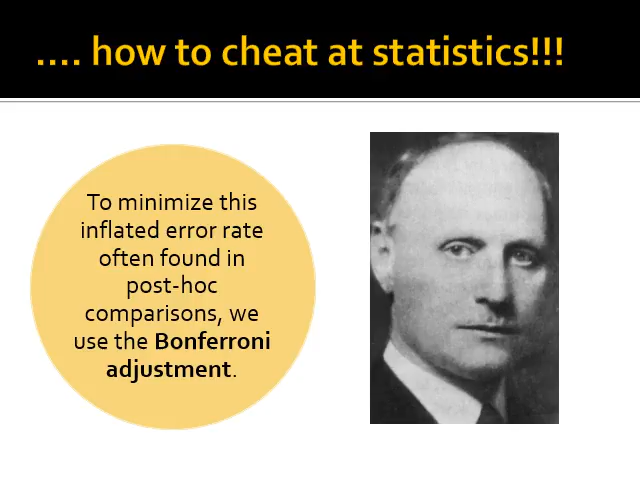 .... how to cheat at statistics!!!
To minimize this
inflated error rate
often found in
post-hoc
comparisons, we
use the Bonferroni
adjustment.